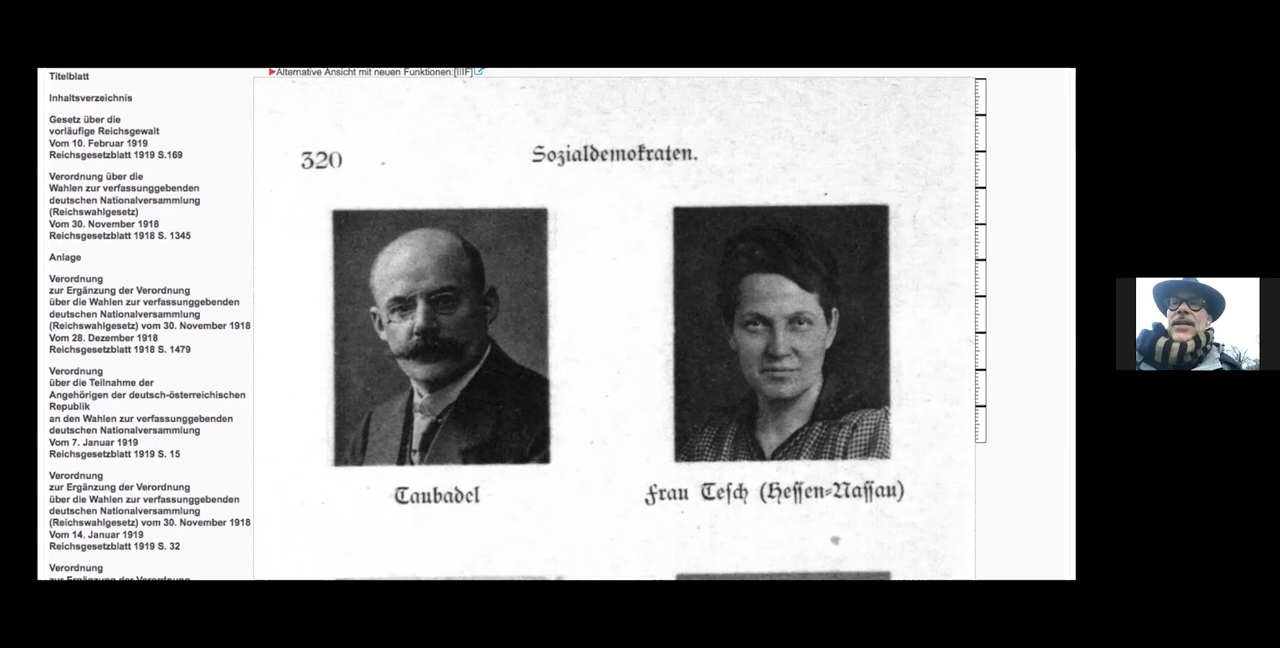 Titelblatt
Inhaltsverzeichnis
Gesetz über die
vorläufige Reichsgewalt
Vom 10. Februar 1919
Reichsgesetzblatt 1919 S.169
Verordnung über die
Wahlen zur verfassunggebenden
deutschen Nationalversammlung
(Reichswahlgesetz)
Vom 30. November 1918
Reichsgesetzblatt 1918 S. 1345
Anlage
Verordnung
zur Ergänzung der Verordnung
über die Wahlen zur verfassunggebenden
deutschen Nationalversammlung
(Reichswahlgesetz) vom 30. November 1918
Vom 28. Dezember 1918
Reichsgesetzblatt 1918 S. 1479
Verordnung
über die Teilnahme der
Angehörigen der deutsch-österreichischen
Republik
an den Wahlen zur verfassunggebenden
deutschen Nationalversammlung
Vom 7. Januar 1919
Reichsgesetzblatt 1919 S. 15
Verordnung
zur Ergänzung der Verordnung
über die Wahlen zur verfassunggebenden
deutschen Nationalversammlung
(Reichswahlgesetz) vom 30. November 1918
Vom 14. Januar 1919
Reichsgesetzblatt 1919 S. 32
Verordnung
zur Ergänzung der Verordnung
►Alternative Ansicht mit neuen Funktionen:[IIIF]
320 Sozialdemokraten.
Taubadel
Frau Tesch (Hessen=Nassau)